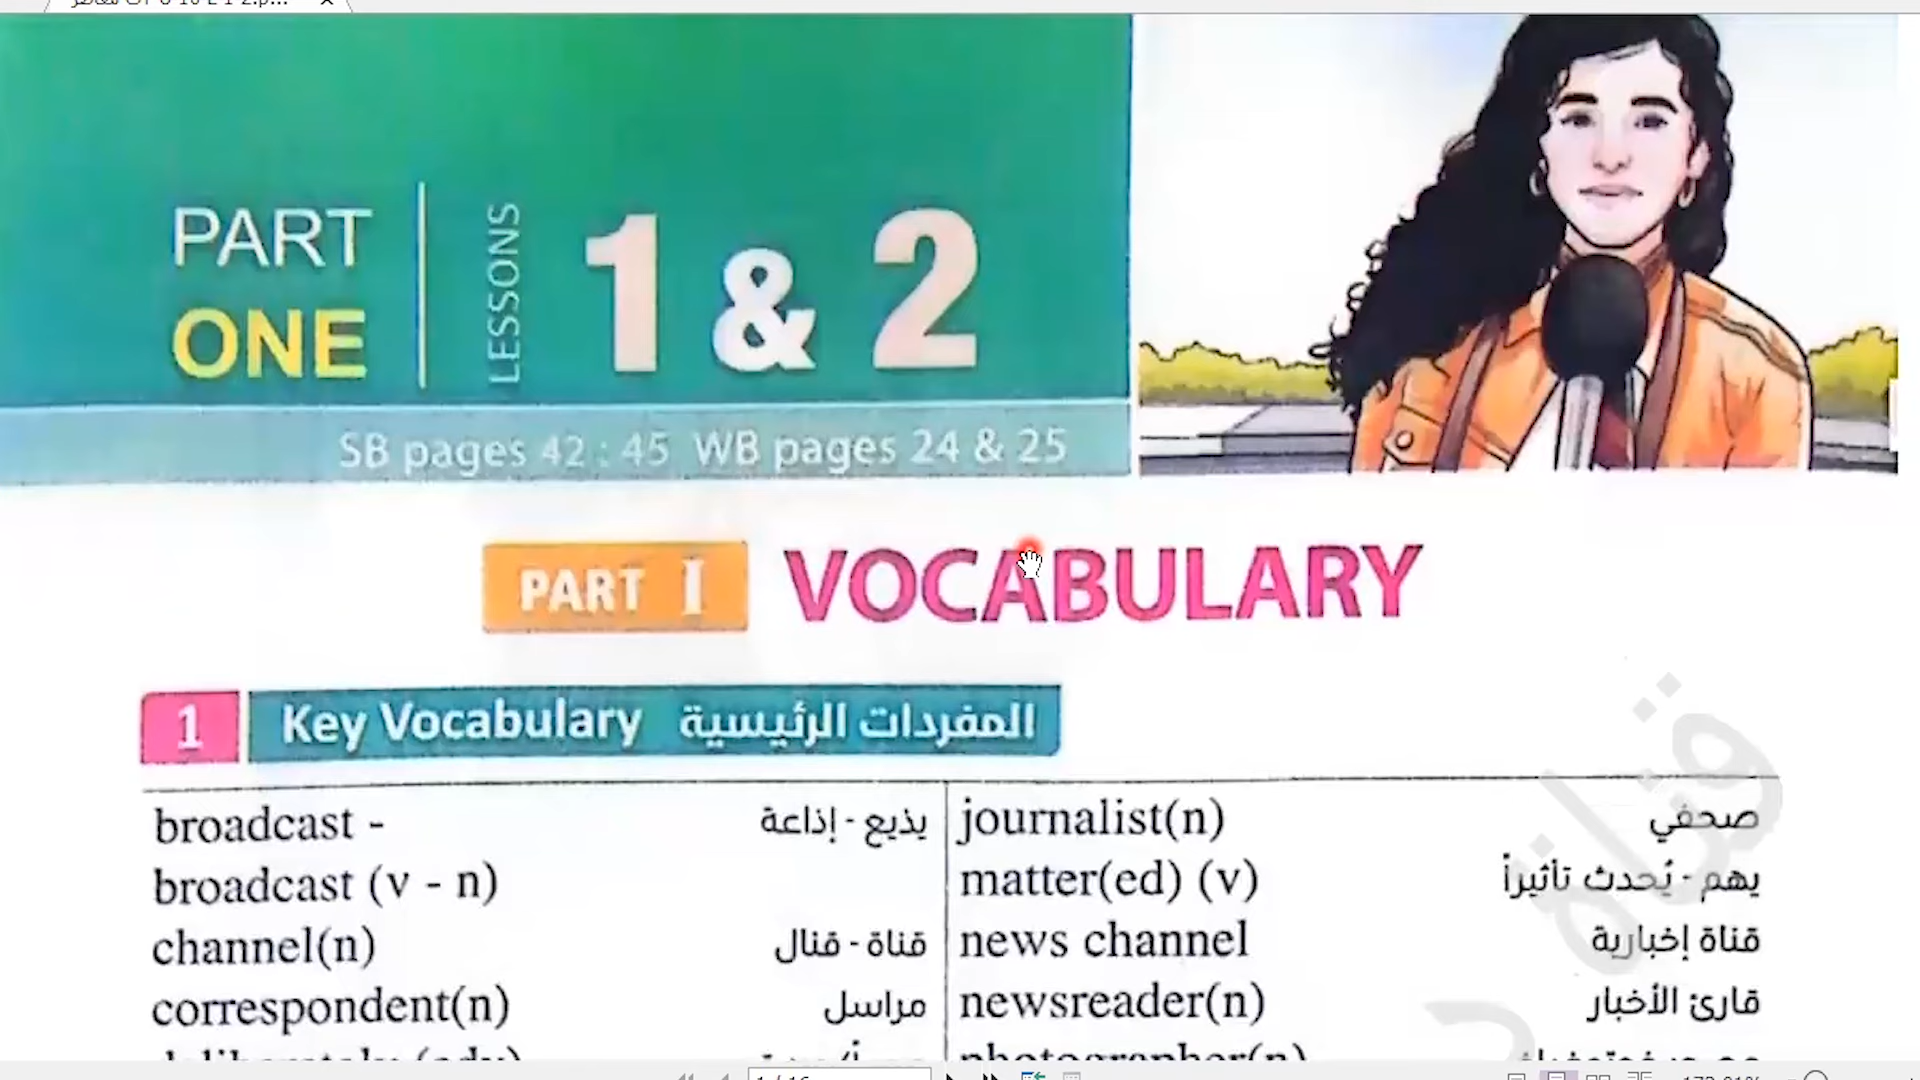 PART
ONE
LESSONS
1 & 2
SB pages 42 : 45 WB pages 24 & 25
PART I VOCABULARY
1 Key Vocabulary المفردات الرئيسية
broadcast - يذيع - إذاعة
broadcast (v - n)
channel(n) قناة - قنال
correspondent(n) مراسل
journalist(n) صحفي
matter(ed) (v) يهم - يُحدث تأثيراً
news channel قناة إخبارية
newsreader(n) قارئ الأخبار
photographer(n)
قناة